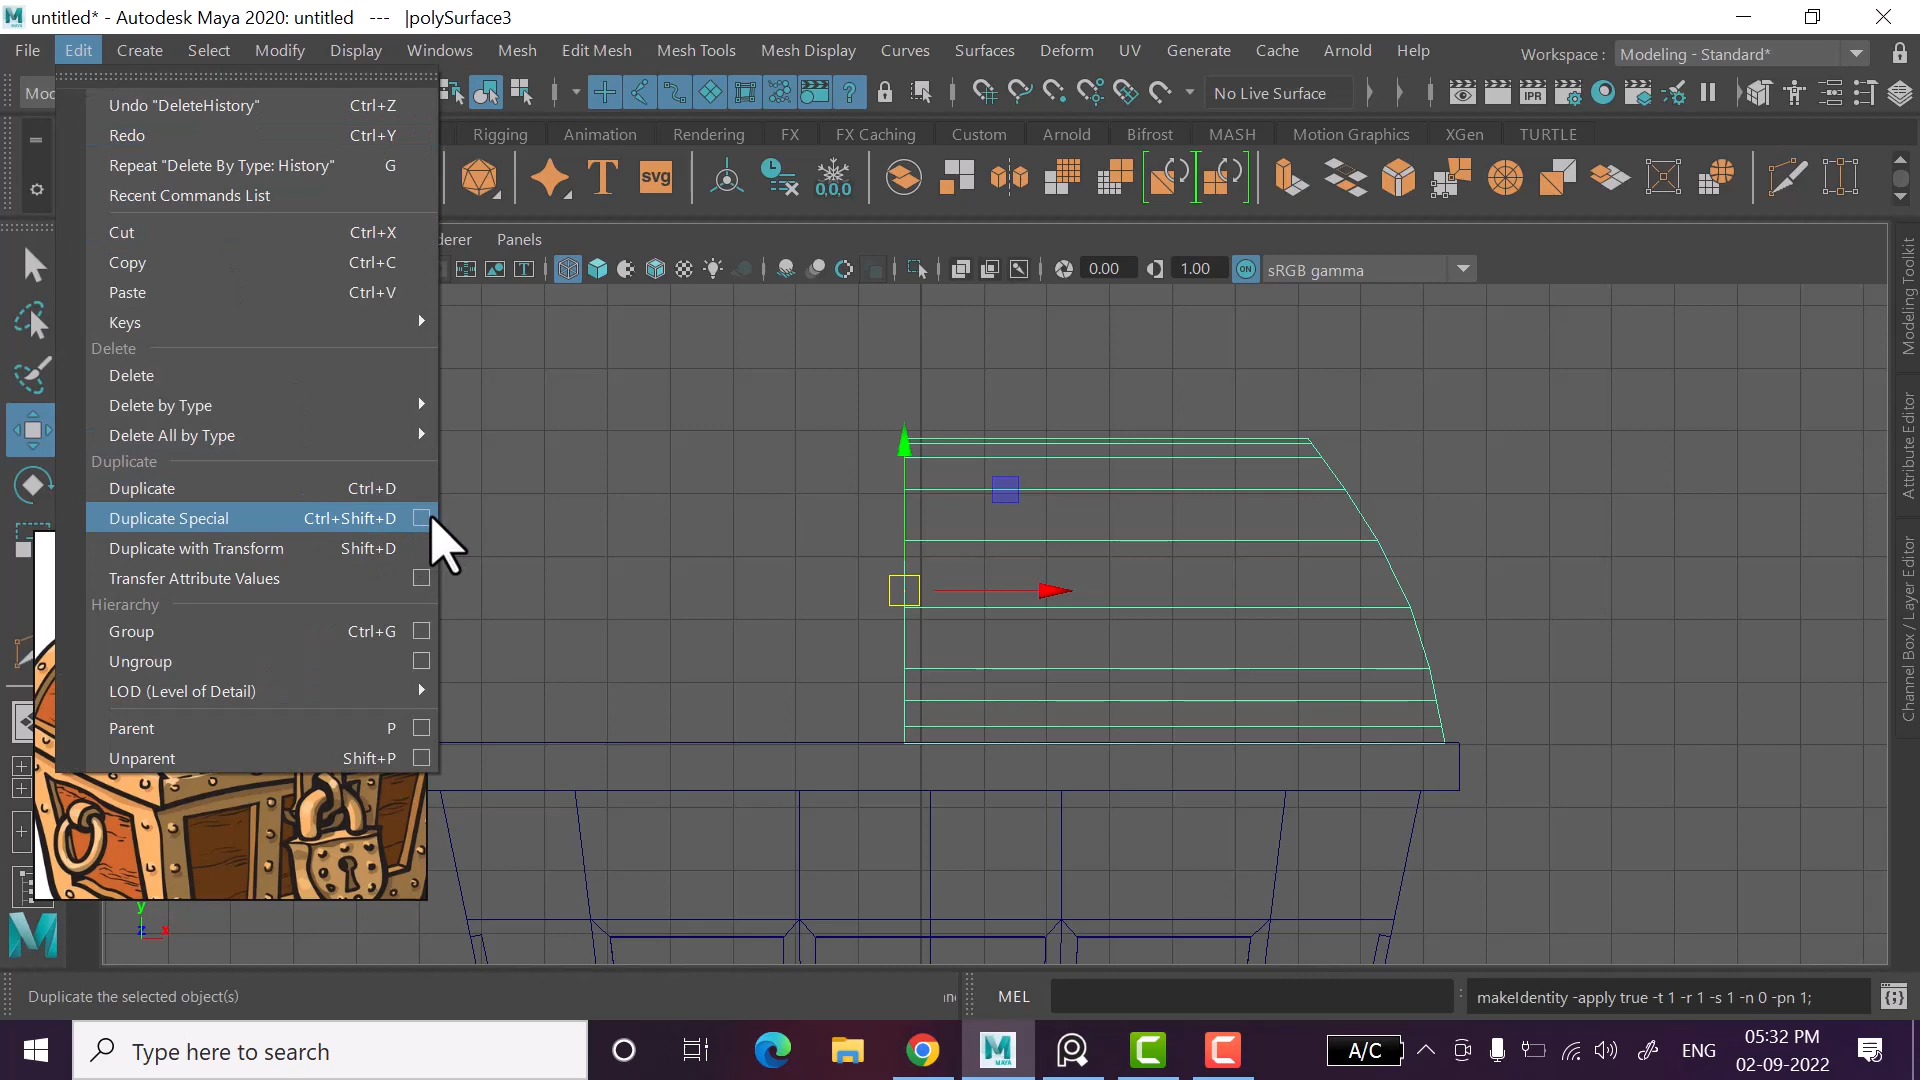 untitled* - Autodesk Maya 2020: untitled   ---   |polySurface3
File Edit Create Select Modify Display Windows Mesh Edit Mesh Mesh Tools Mesh Display Curves Surfaces Deform UV Generate Cache Arnold Help Workspace : Modeling - Standard*
No Live Surface IPR
Rigging Animation Rendering FX FX Caching Custom Arnold Bifrost MASH Motion Graphics XGen TURTLE
T svg 0,0,0
Panels
0.00 1.00 ON sRGB gamma
Undo "DeleteHistory" Ctrl+Z
Redo Ctrl+Y
Repeat "Delete By Type: History" G
Recent Commands List
Cut Ctrl+X
Copy Ctrl+C
Paste Ctrl+V
Keys
Delete
Delete
Delete by Type
Delete All by Type
Duplicate
Duplicate Ctrl+D
Duplicate Special Ctrl+Shift+D
Duplicate with Transform Shift+D
Transfer Attribute Values
Hierarchy
Group Ctrl+G
Ungroup
LOD (Level of Detail)
Parent P
Unparent Shift+P
Modeling Toolkit
Attribute Editor
Channel Box / Layer Editor
y
z x
Duplicate the selected object(s)
MEL
: makeIdentity -apply true -t 1 -r 1 -s 1 -n 0 -pn 1;
Type here to search
A/C
ENG
05:32 PM
02-09-2022